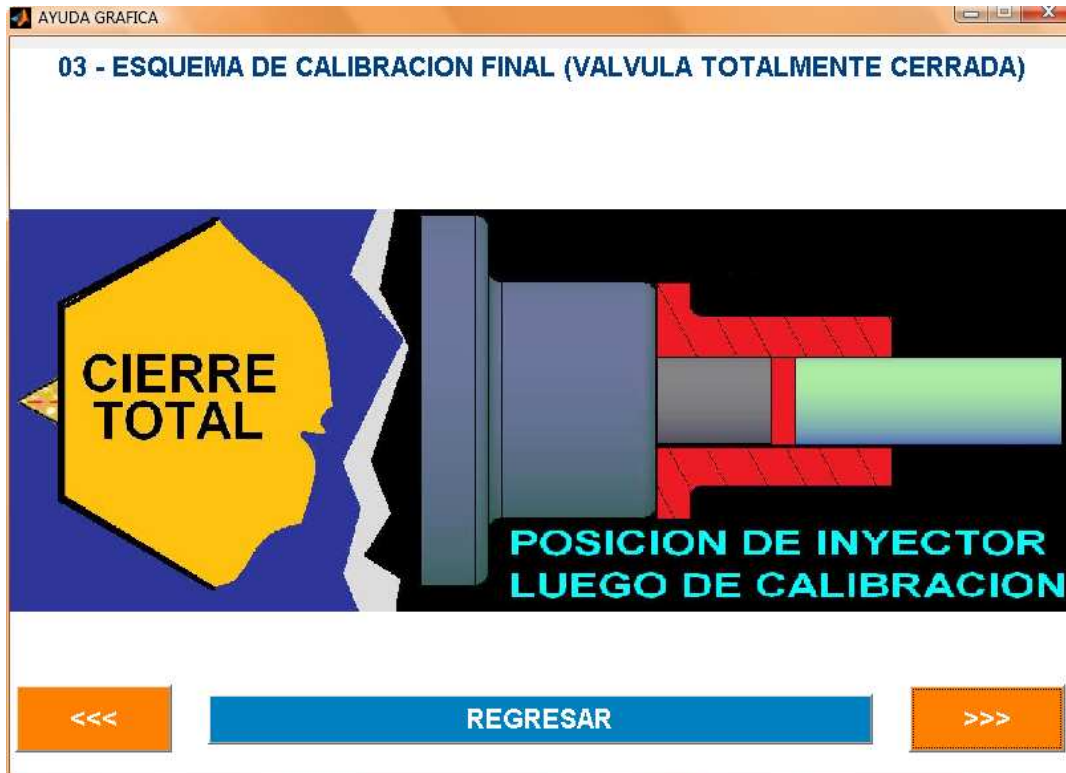 AYUDA GRAFICA
03 - ESQUEMA DE CALIBRACION FINAL (VALVULA TOTALMENTE CERRADA)
CIERRE
TOTAL
POSICION DE INYECTOR
LUEGO DE CALIBRACION
<<<
REGRESAR
>>>